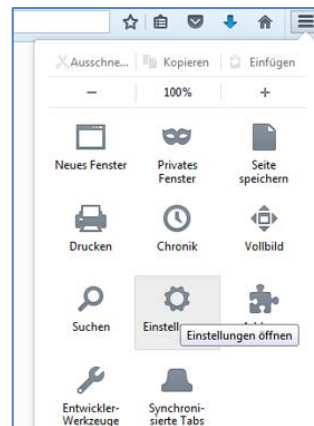 Ausschne... Kopieren Einfügen
− 100% +
Neues Fenster Privates Fenster Seite speichern
Drucken Chronik Vollbild
Suchen Einstell
Einstellungen öffnen
Entwickler-Werkzeuge Synchroni-sierte Tabs